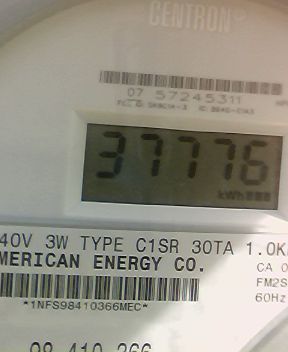 CENTRON
07 57245311
37776
kWh
40V 3W TYPE C1SR 30TA 1.0K
MERICAN ENERGY CO.
CA 0
FM2S
60Hz
*1NFS98410366MEC*
98 410 366